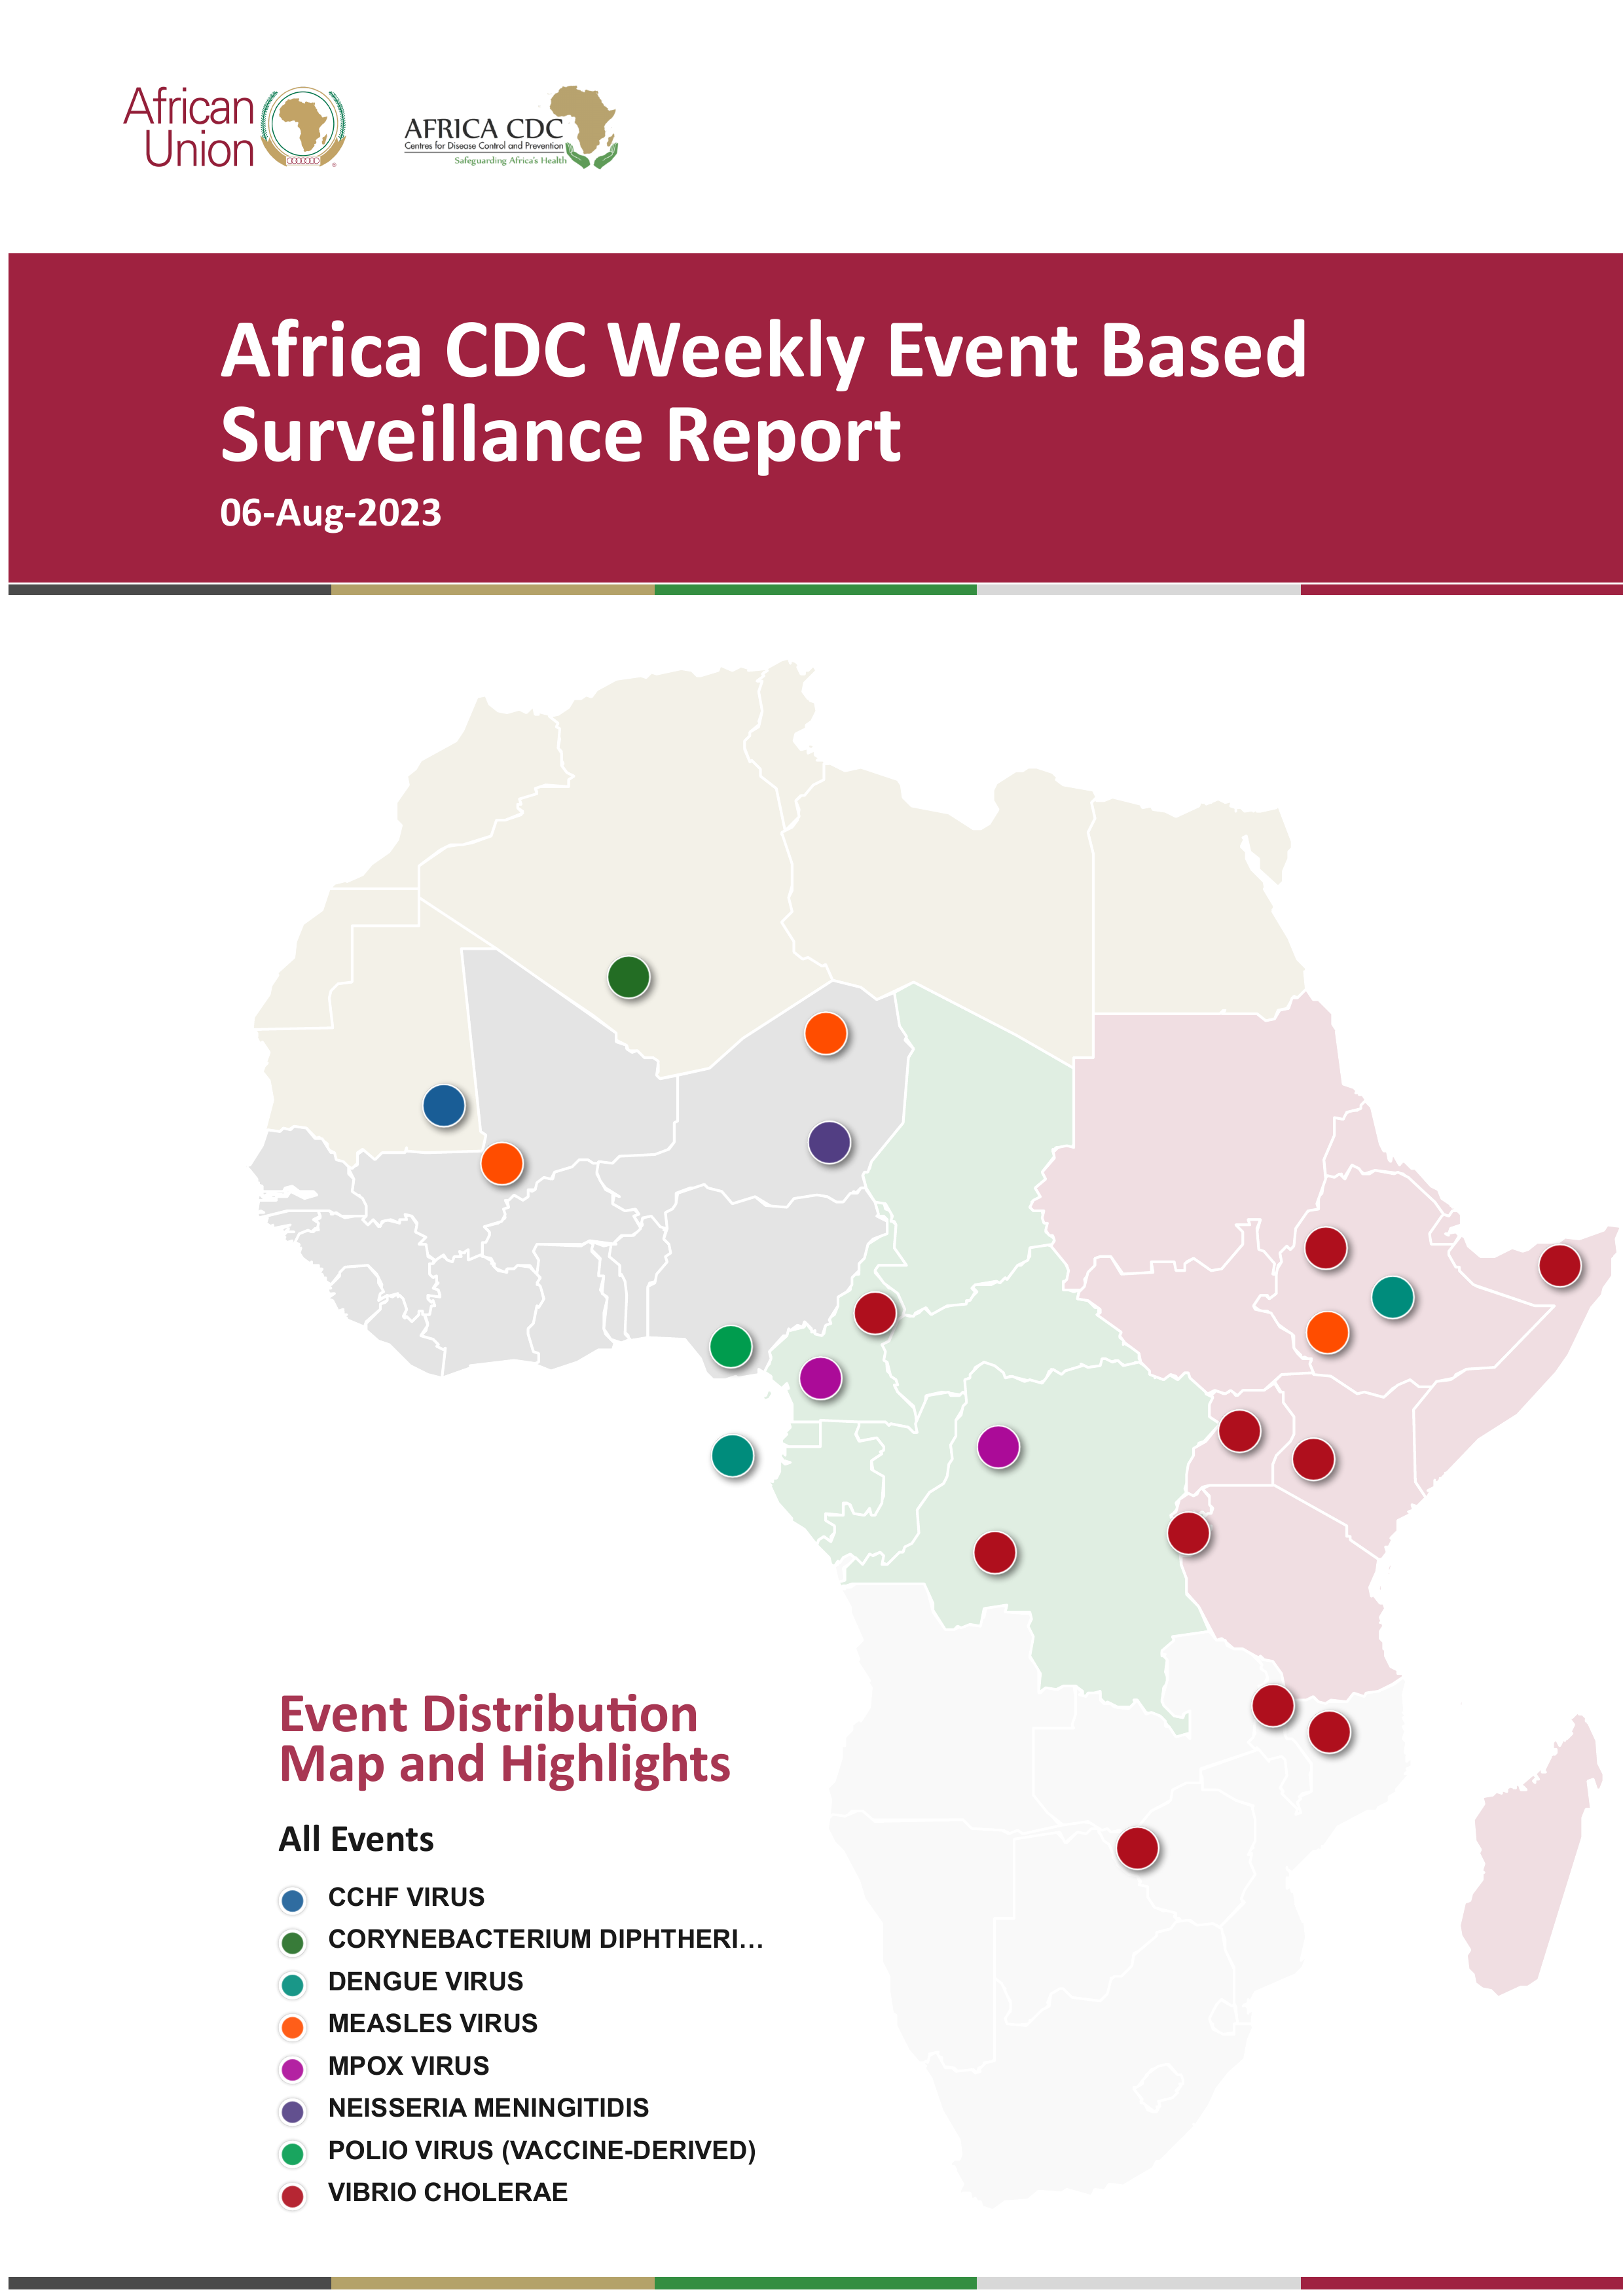 African
Union
AFRICA CDC
Centres for Disease Control and Prevention
Safeguarding Africa's Health
Africa CDC Weekly Event Based
Surveillance Report
06-Aug-2023
Event Distribution
Map and Highlights
All Events
CCHF VIRUS
CORYNEBACTERIUM DIPHTHERI…
DENGUE VIRUS
MEASLES VIRUS
MPOX VIRUS
NEISSERIA MENINGITIDIS
POLIO VIRUS (VACCINE-DERIVED)
VIBRIO CHOLERAE